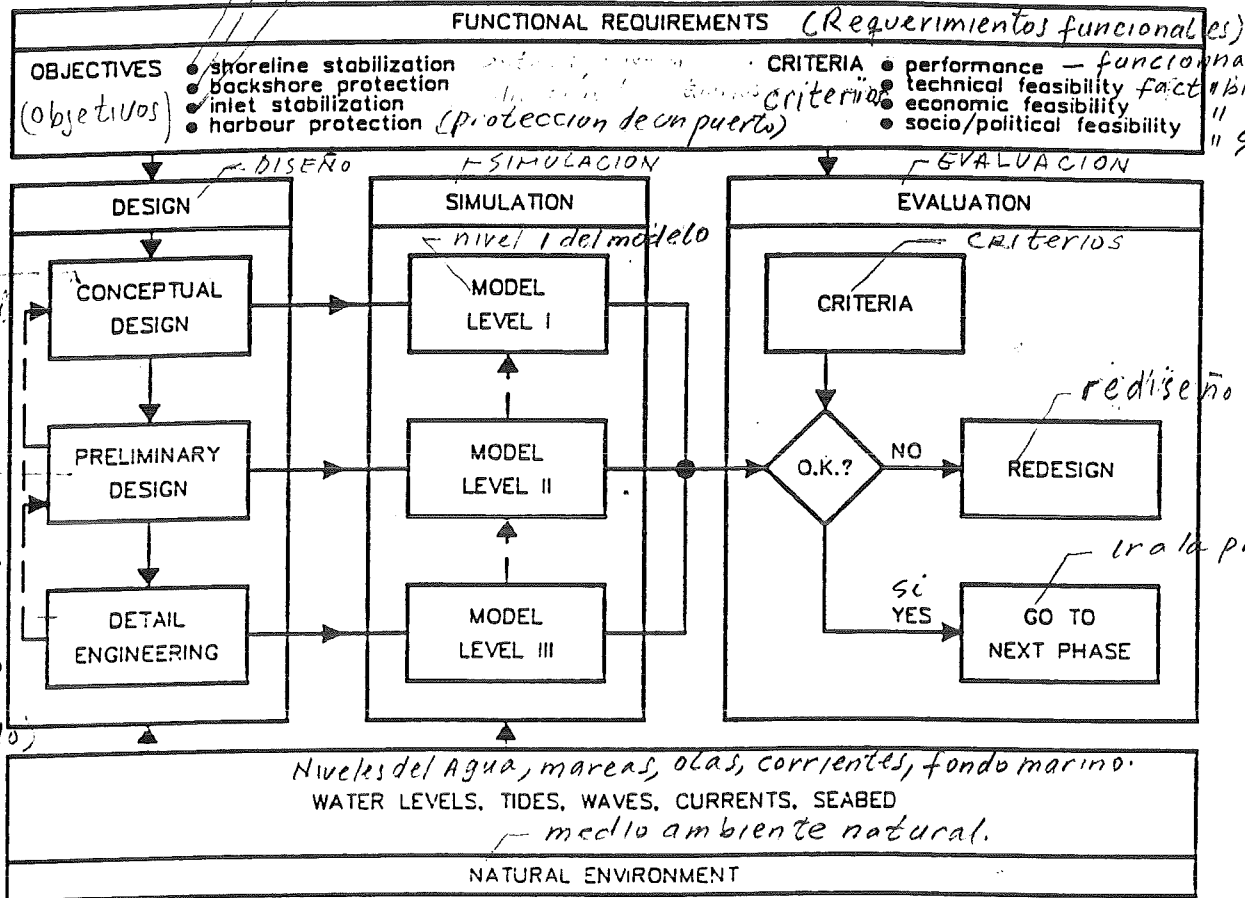 FUNCTIONAL REQUIREMENTS (Requerimientos funcionales)
OBJECTIVES
(Objetivos)
• shoreline stabilization
• backshore protection
• inlet stabilization
• harbour protection (protección de un puerto)
CRITERIA
criterios
• performance —
• technical feasibility
• economic feasibility "
• socio/political feasibility "
DISEÑO
DESIGN
CONCEPTUAL
DESIGN
PRELIMINARY
DESIGN
DETAIL
ENGINEERING
SIMULACION
SIMULATION
nivel 1 del modelo
MODEL
LEVEL I
MODEL
LEVEL II
MODEL
LEVEL III
EVALUACION
EVALUATION
CRITERIOS
CRITERIA
O.K.?
NO
rediseño
REDESIGN
si
YES
ir a la
GO TO
NEXT PHASE
Niveles del Agua, mareas, olas, corrientes, fondo marino.
WATER LEVELS, TIDES, WAVES, CURRENTS, SEABED
medio ambiente natural.
NATURAL ENVIRONMENT